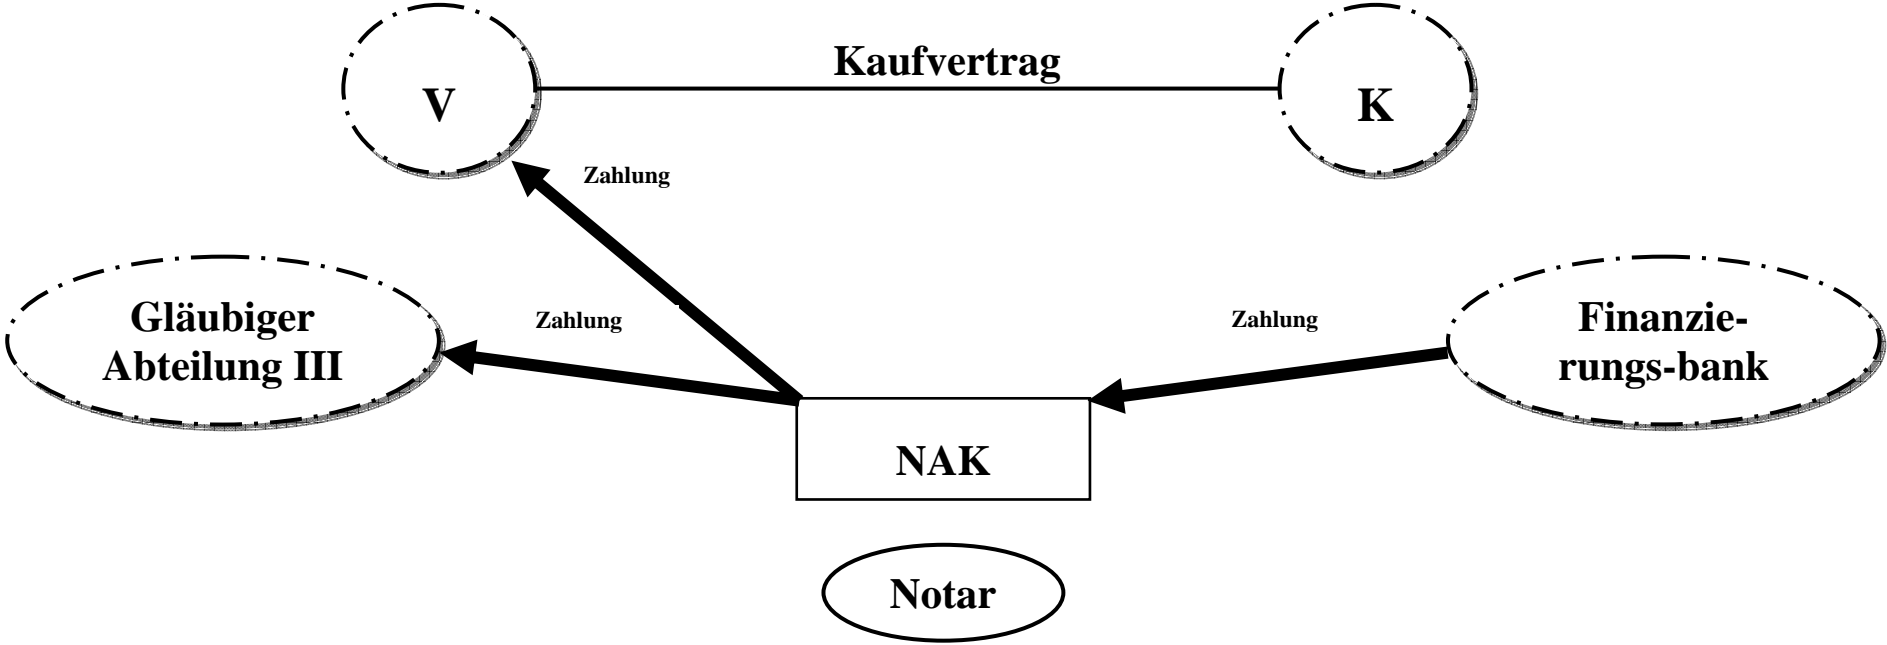 Kaufvertrag
V
K
Zahlung
Gläubiger
Abteilung III
Zahlung
Zahlung
Finanzie-
rungs-bank
NAK
Notar